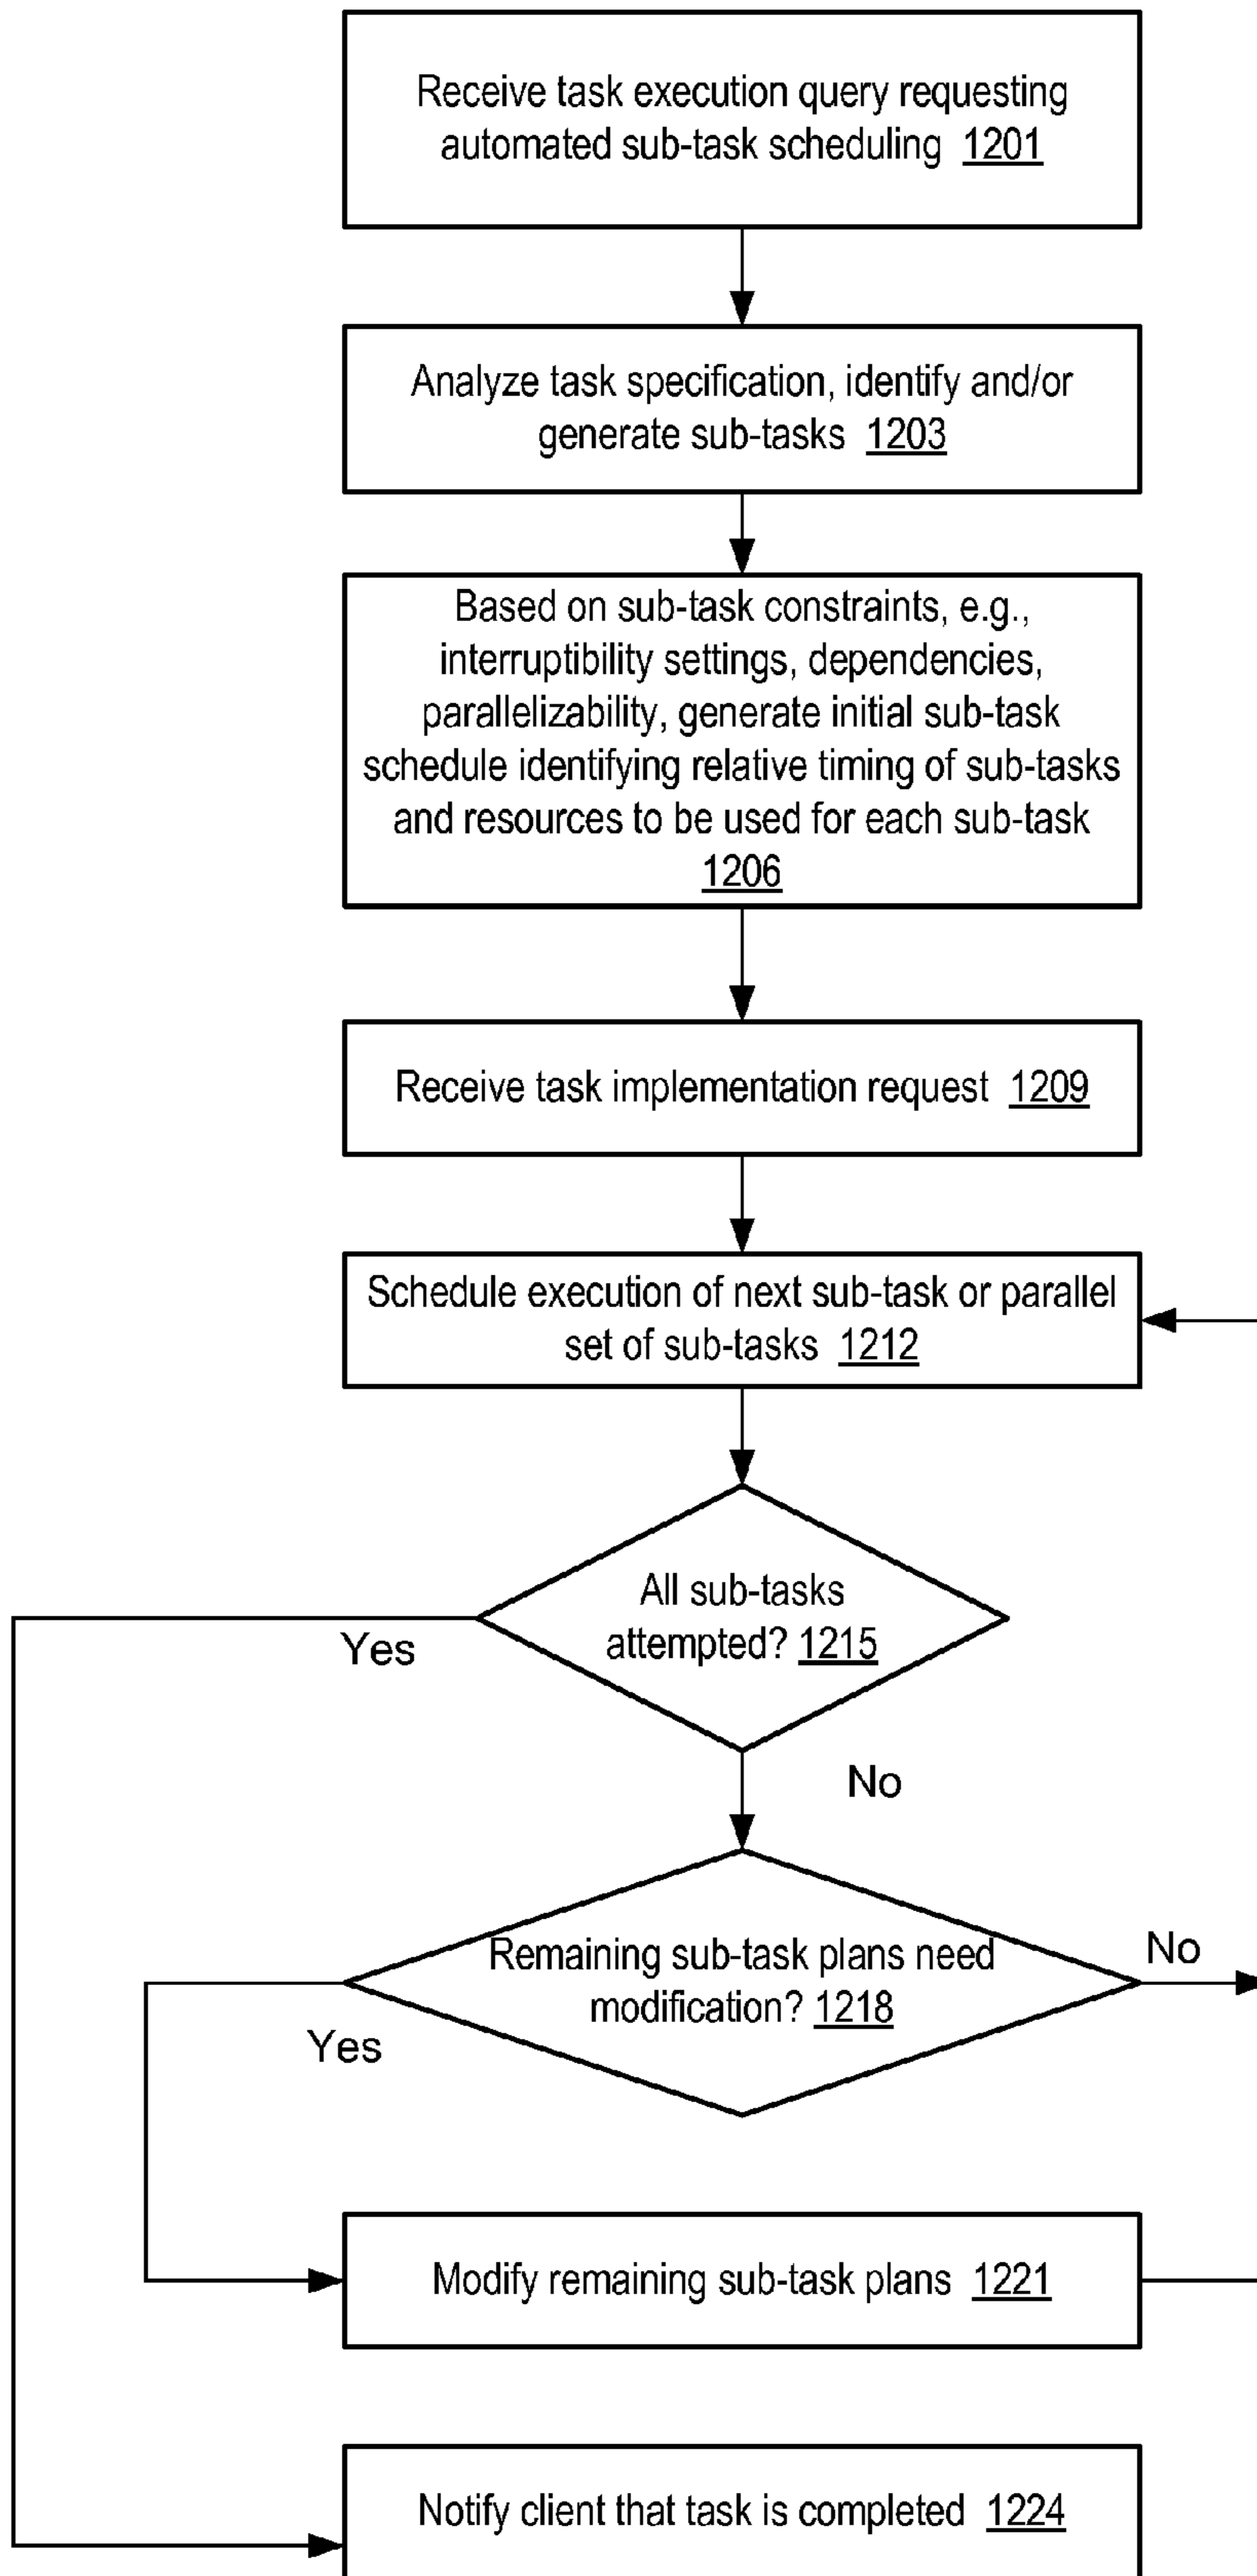 Receive task execution query requesting
automated sub-task scheduling 1201
Analyze task specification, identify and/or
generate sub-tasks 1203
Based on sub-task constraints, e.g.,
interruptibility settings, dependencies,
parallelizability, generate initial sub-task
schedule identifying relative timing of sub-tasks
and resources to be used for each sub-task
1206
Receive task implementation request 1209
Schedule execution of next sub-task or parallel
set of sub-tasks 1212
All sub-tasks
attempted? 1215
Yes
No
Remaining sub-task plans need
modification? 1218
No
Yes
Modify remaining sub-task plans 1221
Notify client that task is completed 1224